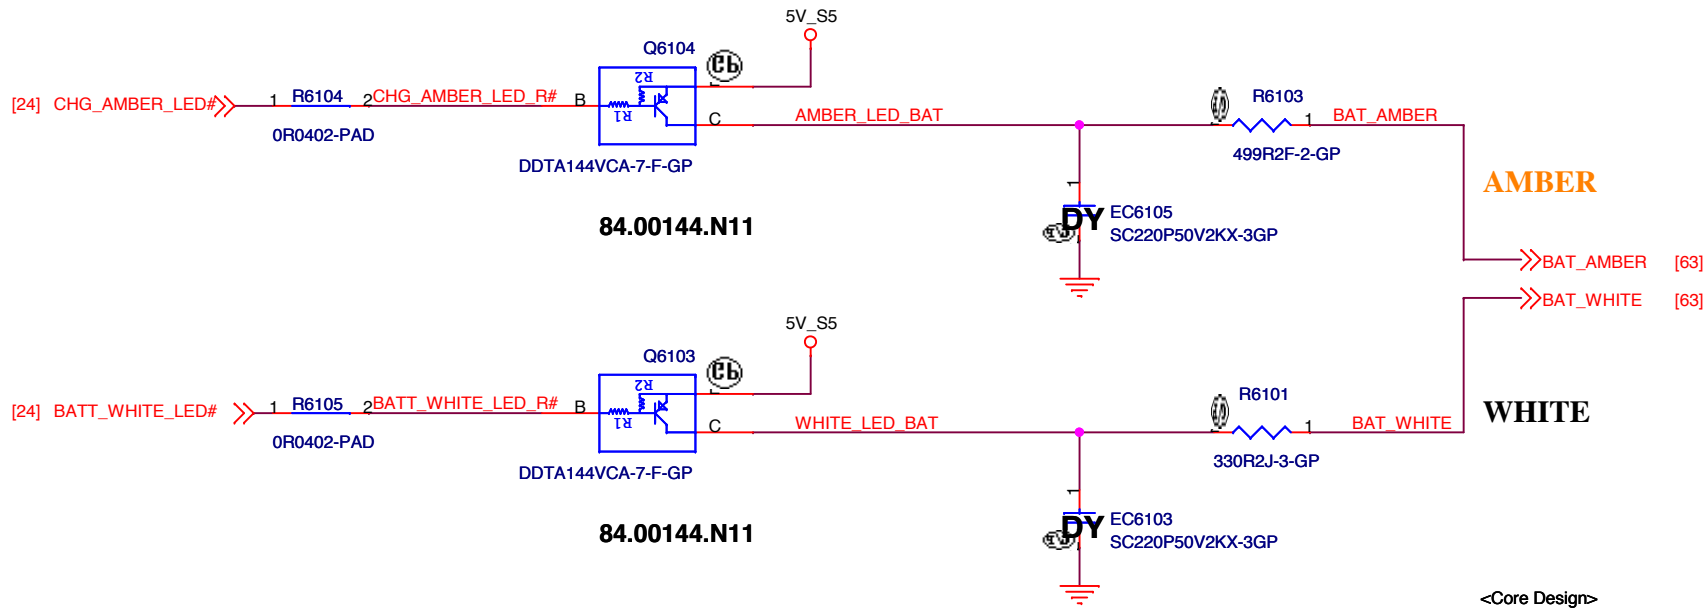 5V_S5
Q6104
R2
R1
B
E
C
[24] CHG_AMBER_LED#
1 R6104 2
CHG_AMBER_LED_R#
0R0402-PAD
DDTA144VCA-7-F-GP
84.00144.N11
AMBER_LED_BAT
R6103
1
BAT_AMBER
499R2F-2-GP
AMBER
1
DY
EC6105
SC220P50V2KX-3GP
BAT_AMBER [63]
BAT_WHITE [63]
5V_S5
Q6103
R2
R1
B
E
C
[24] BATT_WHITE_LED#
1 R6105 2
BATT_WHITE_LED_R#
0R0402-PAD
DDTA144VCA-7-F-GP
84.00144.N11
WHITE_LED_BAT
R6101
1
BAT_WHITE
330R2J-3-GP
WHITE
1
DY
EC6103
SC220P50V2KX-3GP
<Core Design>